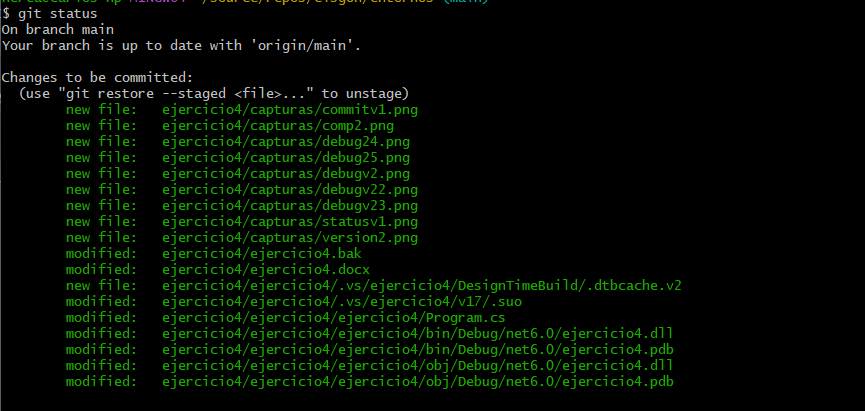 $ git status
On branch main
Your branch is up to date with 'origin/main'.
Changes to be committed:
(use "git restore --staged <file>..." to unstage)
new file: ejercicio4/capturas/commitv1.png
new file: ejercicio4/capturas/comp2.png
new file: ejercicio4/capturas/debug24.png
new file: ejercicio4/capturas/debug25.png
new file: ejercicio4/capturas/debugv2.png
new file: ejercicio4/capturas/debugv22.png
new file: ejercicio4/capturas/debugv23.png
new file: ejercicio4/capturas/statusv1.png
new file: ejercicio4/capturas/version2.png
modified: ejercicio4/ejercicio4.bak
modified: ejercicio4/ejercicio4.docx
new file: ejercicio4/ejercicio4/.vs/ejercicio4/DesignTimeBuild/.dtbcache.v2
modified: ejercicio4/ejercicio4/.vs/ejercicio4/v17/.suo
modified: ejercicio4/ejercicio4/ejercicio4/Program.cs
modified: ejercicio4/ejercicio4/ejercicio4/bin/Debug/net6.0/ejercicio4.dll
modified: ejercicio4/ejercicio4/ejercicio4/bin/Debug/net6.0/ejercicio4.pdb
modified: ejercicio4/ejercicio4/ejercicio4/obj/Debug/net6.0/ejercicio4.dll
modified: ejercicio4/ejercicio4/ejercicio4/obj/Debug/net6.0/ejercicio4.pdb